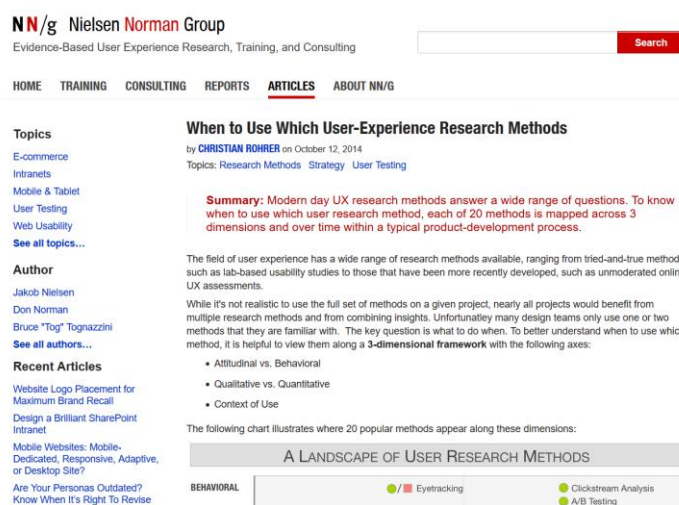 NN/g Nielsen Norman Group
Evidence-Based User Experience Research, Training, and Consulting
Search
HOME TRAINING CONSULTING REPORTS ARTICLES ABOUT NN/G
Topics
E-commerce
Intranets
Mobile & Tablet
User Testing
Web Usability
See all topics...
Author
Jakob Nielsen
Don Norman
Bruce "Tog" Tognazzini
See all authors...
Recent Articles
Website Logo Placement for
Maximum Brand Recall
Design a Brilliant SharePoint
Intranet
Mobile Websites: Mobile-
Dedicated, Responsive, Adaptive,
or Desktop Site?
Are Your Personas Outdated?
Know When It's Right To Revise
When to Use Which User-Experience Research Methods
by CHRISTIAN ROHRER on October 12, 2014
Topics: Research Methods Strategy User Testing
Summary: Modern day UX research methods answer a wide range of questions. To know
when to use which user research method, each of 20 methods is mapped across 3
dimensions and over time within a typical product-development process.
The field of user experience has a wide range of research methods available, ranging from tried-and-true method
such as lab-based usability studies to those that have been more recently developed, such as unmoderated onlin
UX assessments.
While it's not realistic to use the full set of methods on a given project, nearly all projects would benefit from
multiple research methods and from combining insights. Unfortunatley many design teams only use one or two
methods that they are familiar with. The key question is what to do when. To better understand when to use whic
method, it is helpful to view them along a 3-dimensional framework with the following axes:
• Attitudinal vs. Behavioral
• Qualitative vs. Quantitative
• Context of Use
The following chart illustrates where 20 popular methods appear along these dimensions:
A LANDSCAPE OF USER RESEARCH METHODS
BEHAVIORAL
/ Eyetracking
Clickstream Analysis
A/B Testing